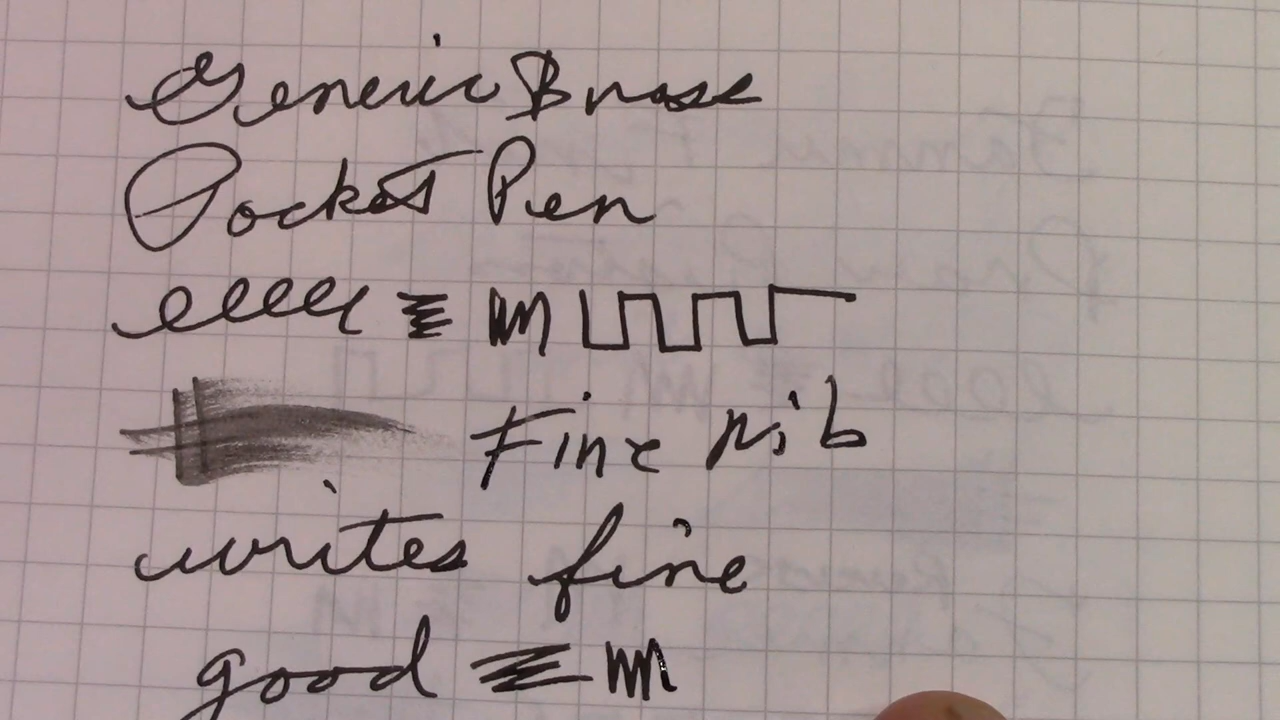 Generic Brass
Pocket Pen
Fine nib
writes fine
good